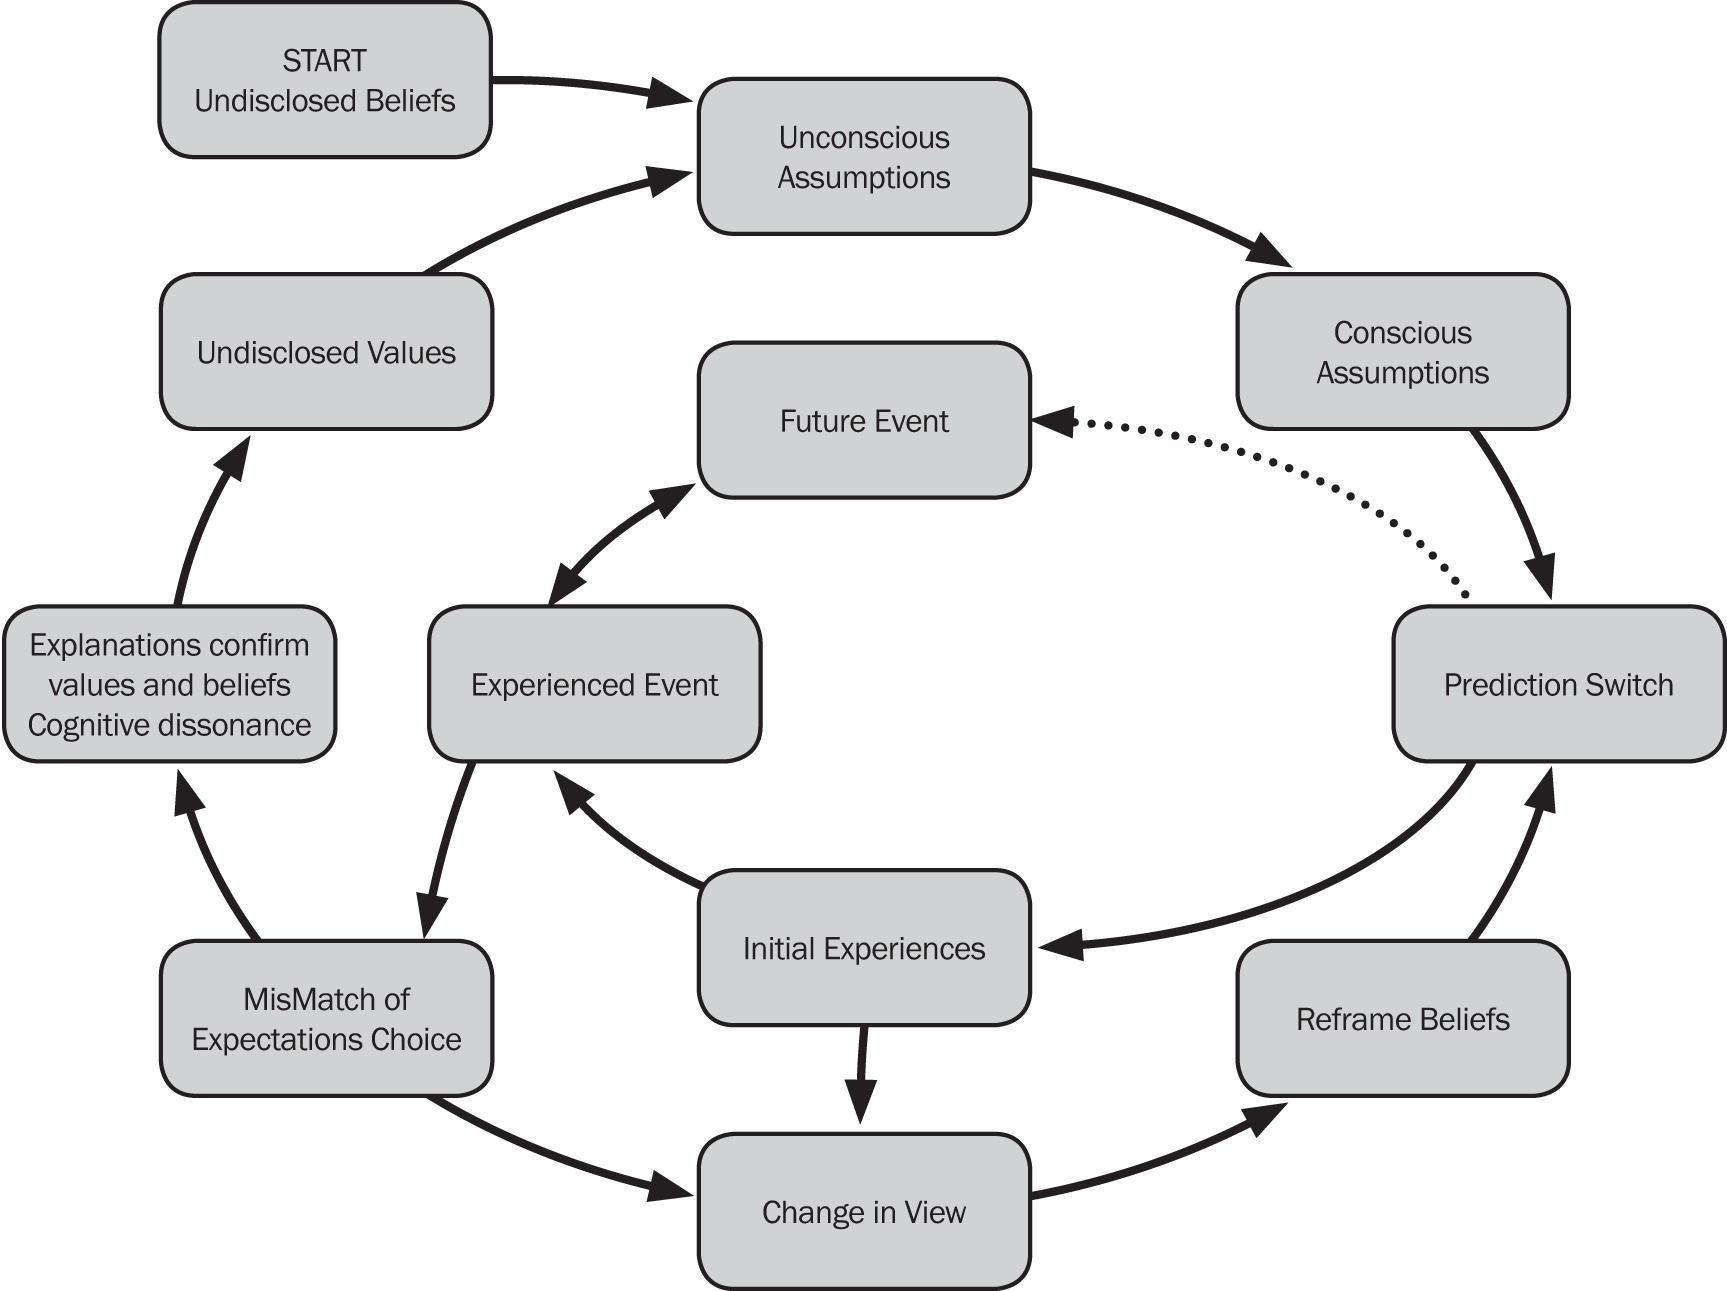 START
Undisclosed Beliefs
Unconscious
Assumptions
Undisclosed Values
Conscious
Assumptions
Future Event
Explanations confirm
values and beliefs
Cognitive dissonance
Experienced Event
Prediction Switch
Initial Experiences
MisMatch of
Expectations Choice
Reframe Beliefs
Change in View